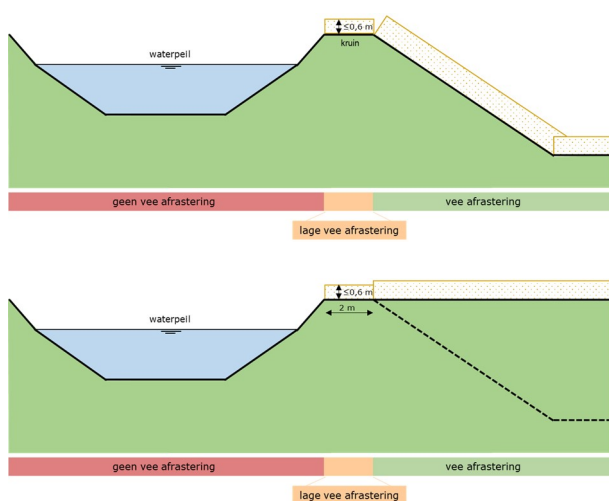 ≤0,6 m
kruin
waterpeil
geen vee afrastering
vee afrastering
lage vee afrastering
≤0,6 m
2 m
waterpeil
geen vee afrastering
vee afrastering
lage vee afrastering